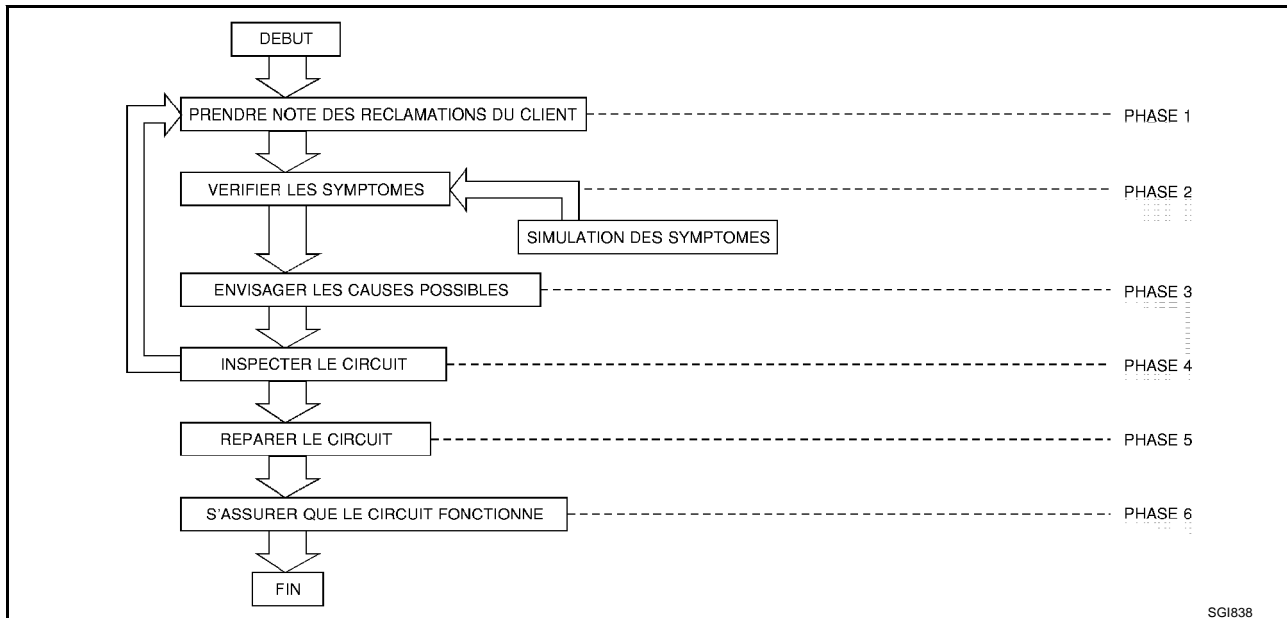 DEBUT
PRENDRE NOTE DES RECLAMATIONS DU CLIENT
PHASE 1
VERIFIER LES SYMPTOMES
PHASE 2
SIMULATION DES SYMPTOMES
ENVISAGER LES CAUSES POSSIBLES
PHASE 3
INSPECTER LE CIRCUIT
PHASE 4
REPARER LE CIRCUIT
PHASE 5
S'ASSURER QUE LE CIRCUIT FONCTIONNE
PHASE 6
FIN
SGI838